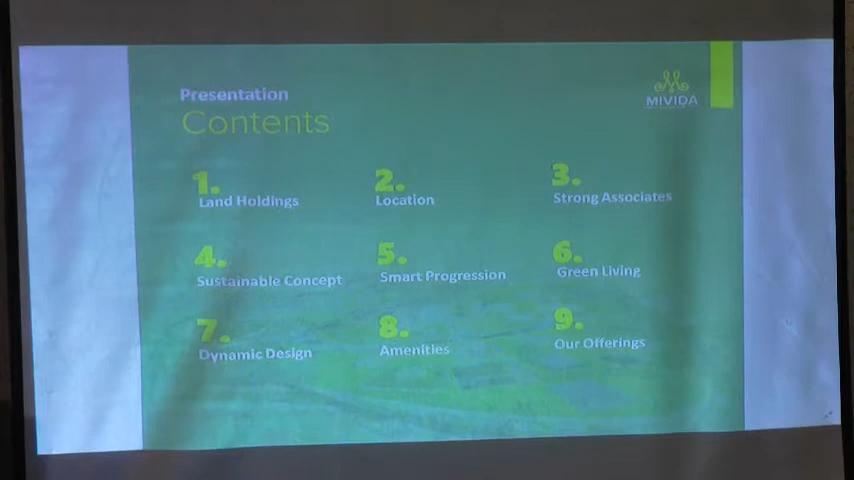 Presentation
Contents
MIVIDA
1.
Land Holdings
2.
Location
3.
Strong Associates
4.
Sustainable Concept
5.
Smart Progression
6.
Green Living
7.
Dynamic Design
8.
Amenities
9.
Our Offerings